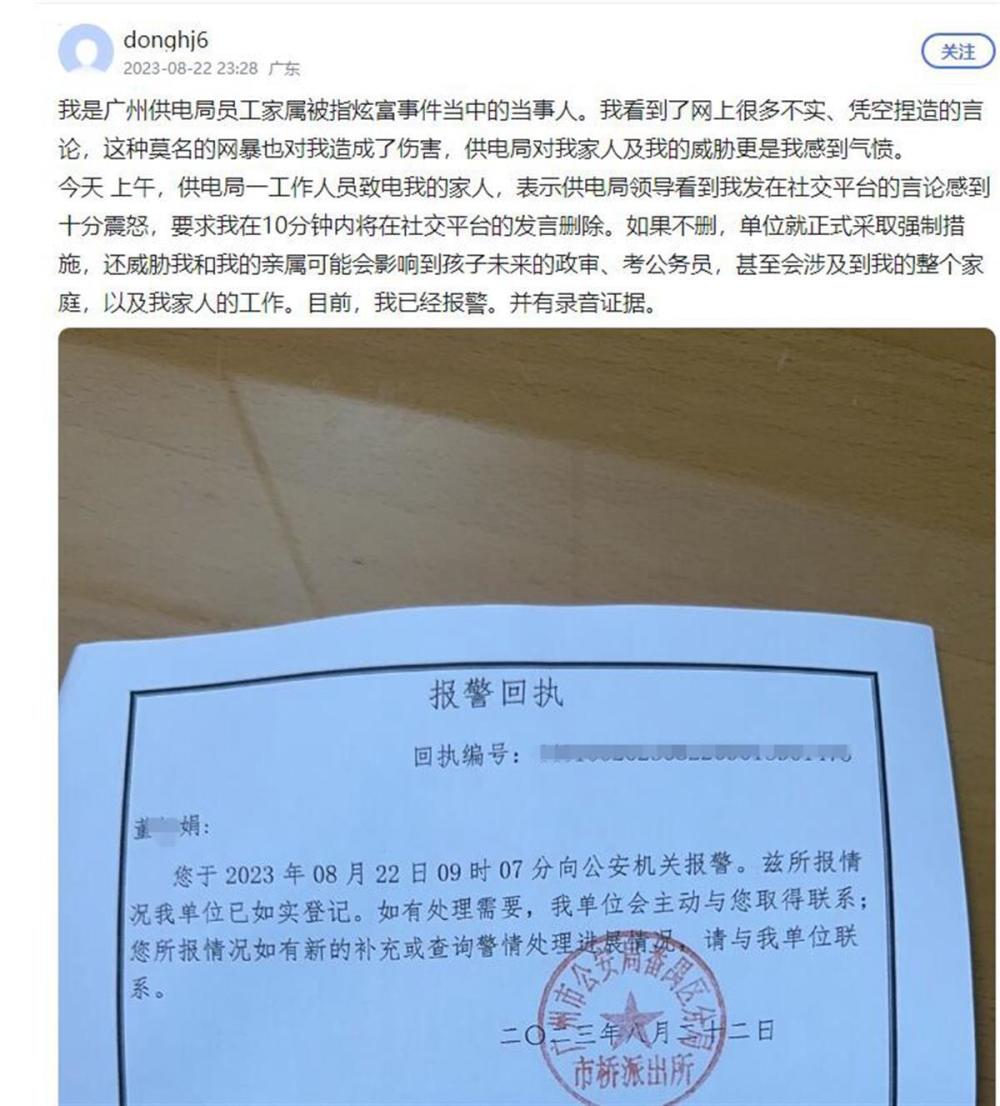 donghj6
2023-08-22 23:28 广东
关注
我是广州供电局员工家属被指炫富事件当中的当事人。我看到了网上很多不实、凭空捏造的言
论，这种莫名的网暴也对我造成了伤害，供电局对我家人及我的威胁更是我感到气愤。
今天 上午，供电局一工作人员致电我的家人，表示供电局领导看到我发在社交平台的言论感到
十分震怒，要求我在10分钟内将在社交平台的发言删除。如果不删，单位就正式采取强制措
施，还威胁我和我的亲属可能会影响到孩子未来的政审、考公务员，甚至会涉及到我的整个家
庭，以及我家人的工作。目前，我已经报警。并有录音证据。
报警回执
回执编号：
董 娟:
您于 2023 年 08 月 22 日 09 时 07 分向公安机关报警。兹所报情
况我单位已如实登记。如有处理需要，我单位会主动与您取得联系；
您所报情况如有新的补充或查询警情处理进展情况，请与我单位联
系。
二〇二三年八月二十二日
广州市公安局番禺区分局
市桥派出所